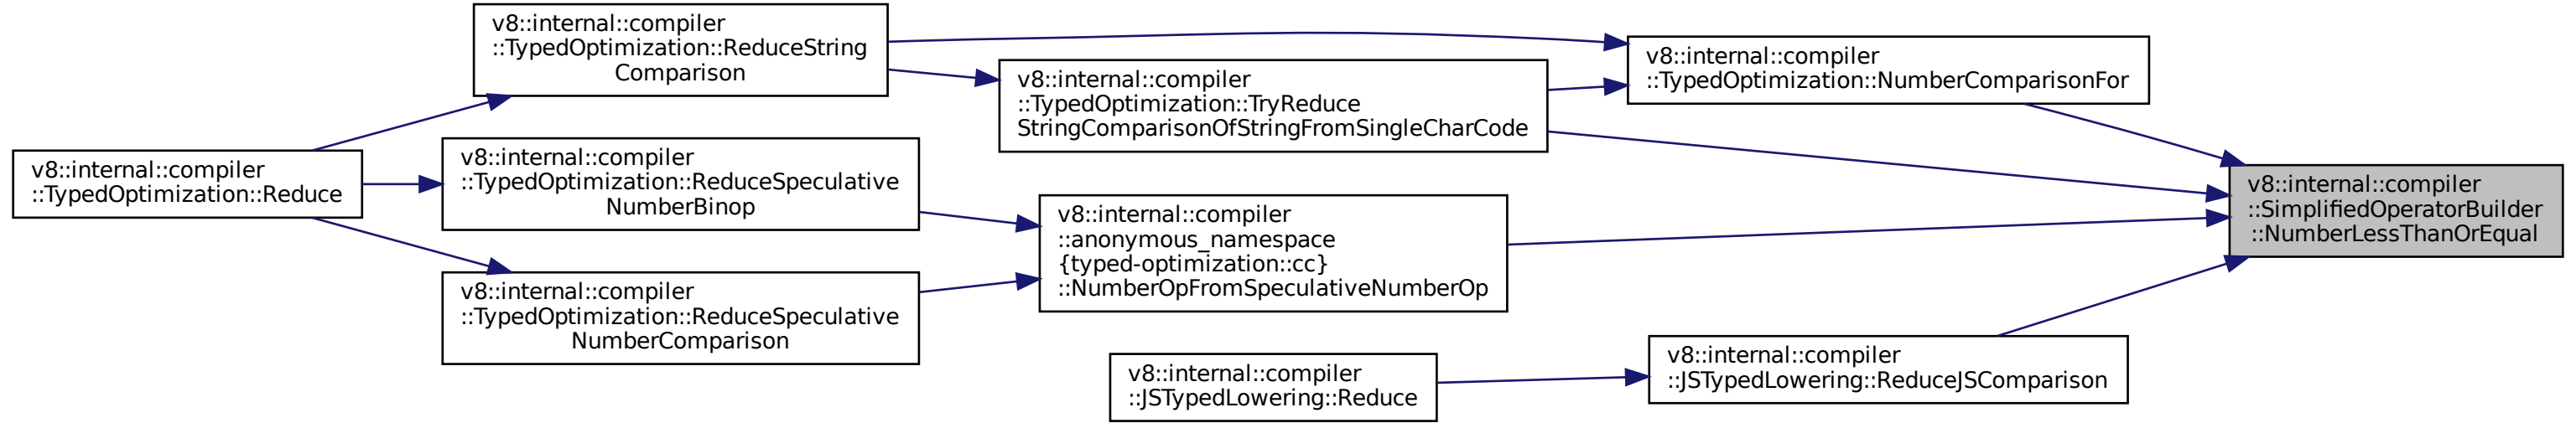 v8::internal::compiler
::TypedOptimization::Reduce
v8::internal::compiler
::TypedOptimization::ReduceString
Comparison
v8::internal::compiler
::TypedOptimization::ReduceSpeculative
NumberBinop
v8::internal::compiler
::TypedOptimization::ReduceSpeculative
NumberComparison
v8::internal::compiler
::TypedOptimization::TryReduce
StringComparisonOfStringFromSingleCharCode
v8::internal::compiler
::anonymous_namespace
{typed-optimization::cc}
::NumberOpFromSpeculativeNumberOp
v8::internal::compiler
::JSTypedLowering::Reduce
v8::internal::compiler
::TypedOptimization::NumberComparisonFor
v8::internal::compiler
::JSTypedLowering::ReduceJSComparison
v8::internal::compiler
::SimplifiedOperatorBuilder
::NumberLessThanOrEqual